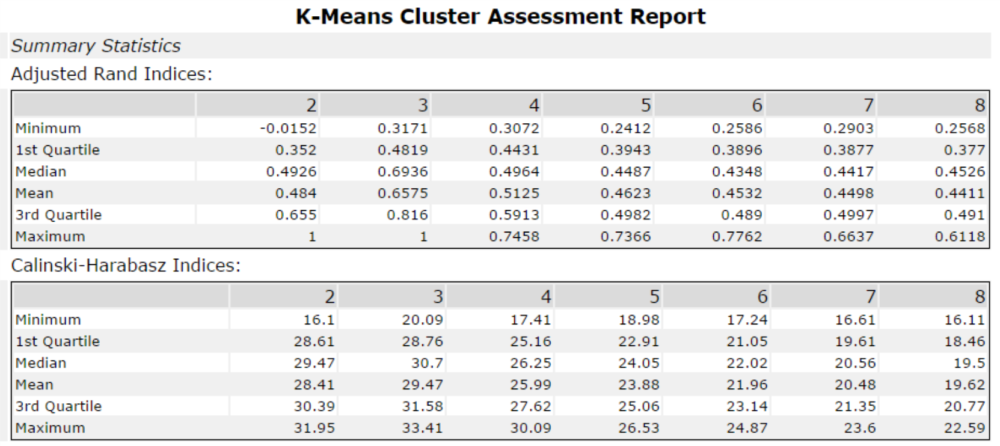 K-Means Cluster Assessment Report
Summary Statistics
Adjusted Rand Indices:
2 3 4 5 6 7 8
Minimum -0.0152 0.3171 0.3072 0.2412 0.2586 0.2903 0.2568
1st Quartile 0.352 0.4819 0.4431 0.3943 0.3896 0.3877 0.377
Median 0.4926 0.6936 0.4964 0.4487 0.4348 0.4417 0.4526
Mean 0.484 0.6575 0.5125 0.4623 0.4532 0.4498 0.4411
3rd Quartile 0.655 0.816 0.5913 0.4982 0.489 0.4997 0.491
Maximum 1 1 0.7458 0.7366 0.7762 0.6637 0.6118
Calinski-Harabasz Indices:
2 3 4 5 6 7 8
Minimum 16.1 20.09 17.41 18.98 17.24 16.61 16.11
1st Quartile 28.61 28.76 25.16 22.91 21.05 19.61 18.46
Median 29.47 30.7 26.25 24.05 22.02 20.56 19.5
Mean 28.41 29.47 25.99 23.88 21.96 20.48 19.62
3rd Quartile 30.39 31.58 27.62 25.06 23.14 21.35 20.77
Maximum 31.95 33.41 30.09 26.53 24.87 23.6 22.59